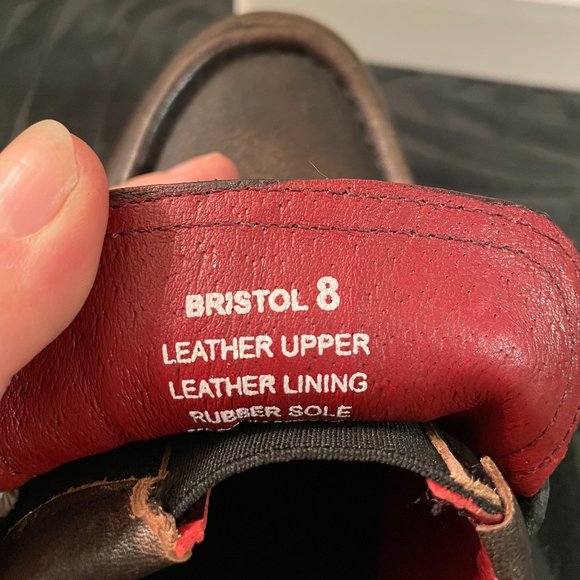 BRISTOL 8
LEATHER UPPER
LEATHER LINING
RUBBER SOLE